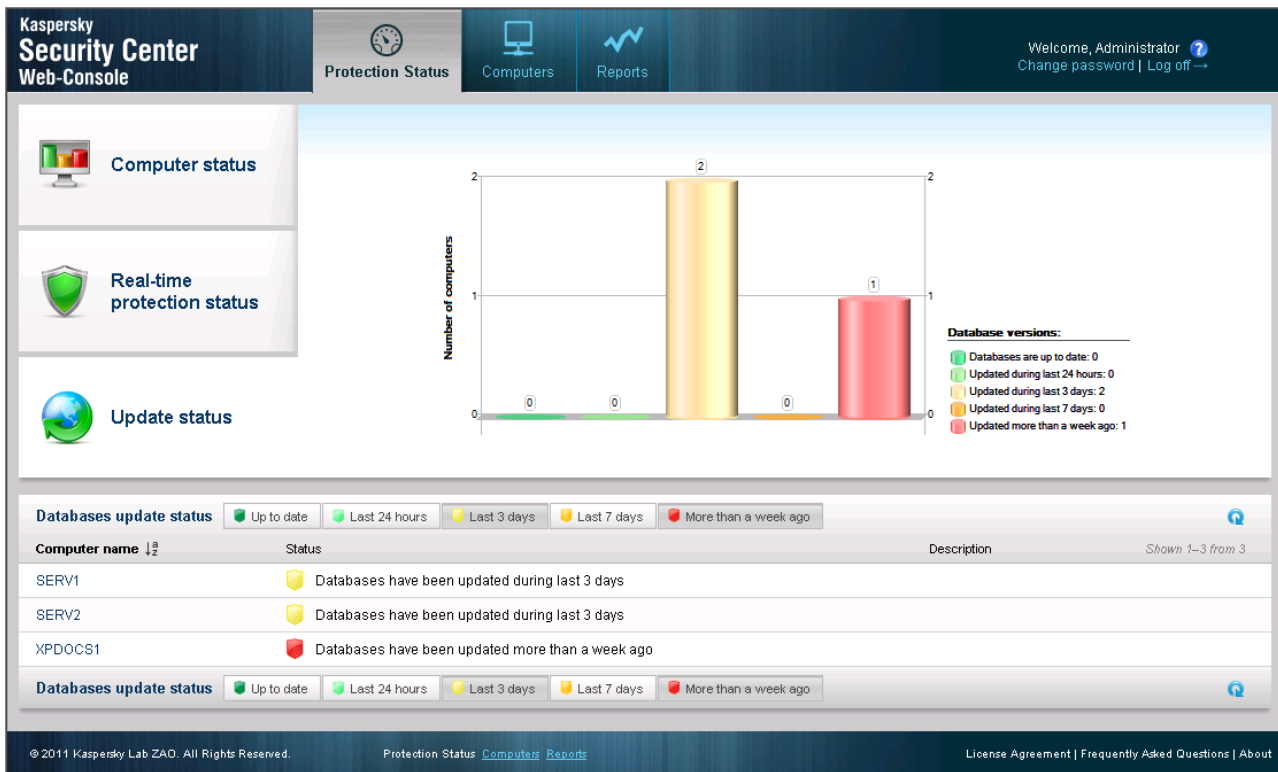 Kaspersky
Security Center
Web-Console
Protection Status
Computers
Reports
Welcome, Administrator ?
Change password | Log off →
Computer status
Real-time
protection status
Update status
Number of computers
2
1
0
0
0
2
0
1
2
1
0
Database versions:
Databases are up to date: 0
Updated during last 24 hours: 0
Updated during last 3 days: 2
Updated during last 7 days: 0
Updated more than a week ago: 1
Databases update status Up to date Last 24 hours Last 3 days Last 7 days More than a week ago
Computer name ↓a z Status Description Shown 1–3 from 3
SERV1 Databases have been updated during last 3 days
SERV2 Databases have been updated during last 3 days
XPDOCS1 Databases have been updated more than a week ago
Databases update status Up to date Last 24 hours Last 3 days Last 7 days More than a week ago
© 2011 Kaspersky Lab ZAO. All Rights Reserved. Protection Status Computers Reports License Agreement | Frequently Asked Questions | About